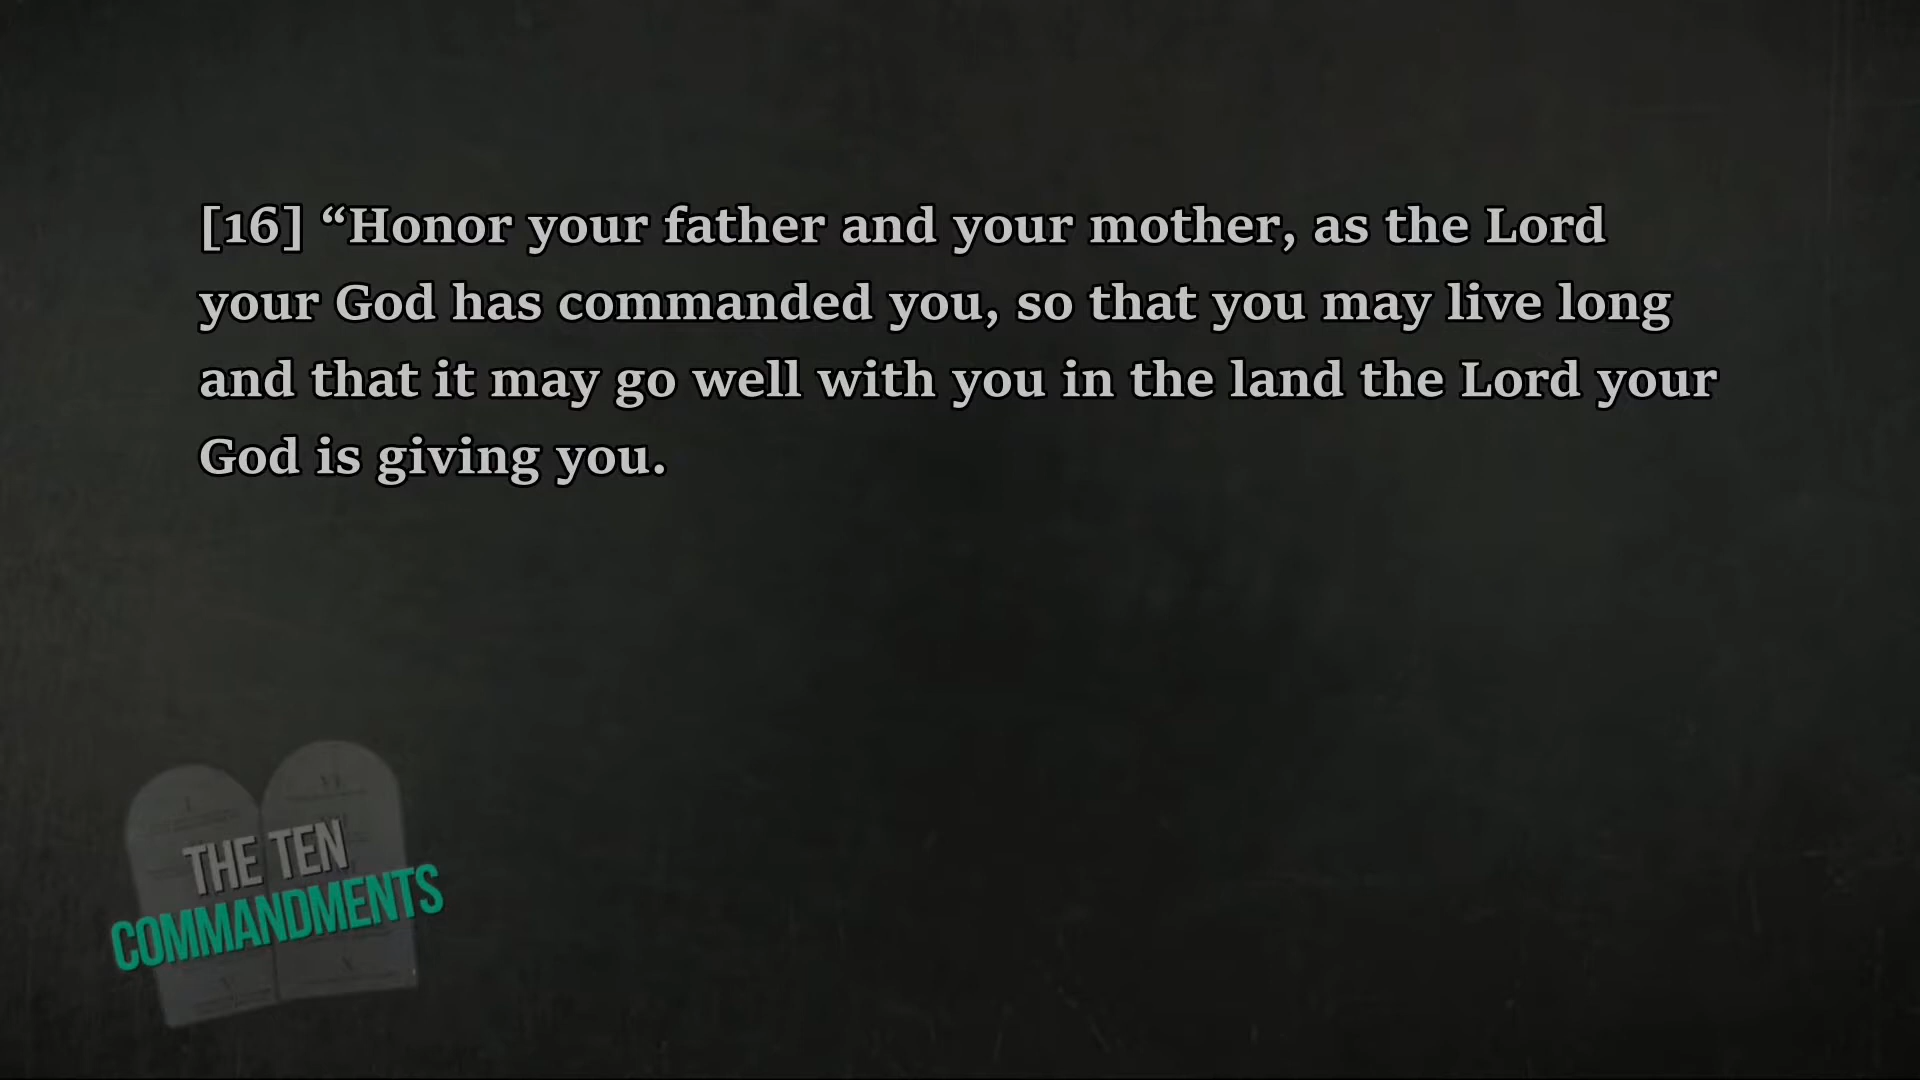 [16] “Honor your father and your mother, as the Lord
your God has commanded you, so that you may live long
and that it may go well with you in the land the Lord your
God is giving you.
THE TEN
COMMANDMENTS